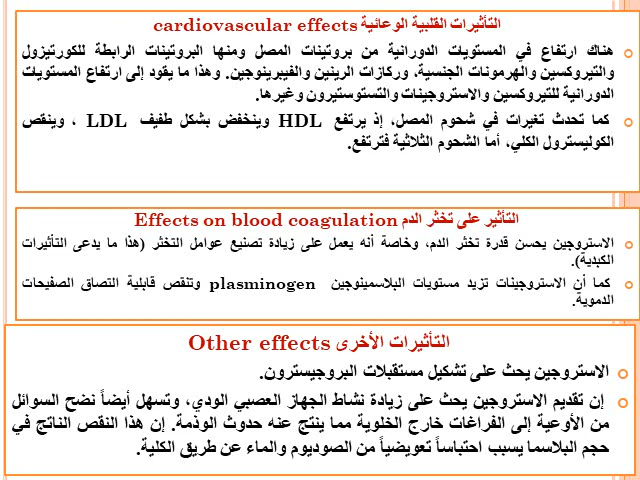 التأثيرات القلبية الوعائية cardiovascular effects
هناك ارتفاع في المستويات الدورانية من بروتينات المصل ومنها البروتينات الرابطة للكورتيزول
والتيروكسين والهرمونات الجنسية، وركازات الرينين والفيبرينوجين. وهذا ما يقود إلى ارتفاع المستويات
الدورانية للتيروكسين والاستروجينات والتستوستيرون وغيرها.
كما تحدث تغيرات في شحوم المصل، إذ يرتفع HDL وينخفض بشكل طفيف LDL ، وينقص
الكوليسترول الكلي، أما الشحوم الثلاثية فترتفع.
التأثير على تخثر الدم Effects on blood coagulation
الاستروجين يحسن قدرة تخثر الدم، وخاصة أنه يعمل على زيادة تصنيع عوامل التخثر (هذا ما يدعى التأثيرات
الكبدية).
كما أن الاستروجينات تزيد مستويات البلاسمينوجين plasminogen وتنقص قابلية التصاق الصفيحات
الدموية.
التأثيرات الأخرى Other effects
الاستروجين يحث على تشكيل مستقبلات البروجيسترون.
إن تقديم الاستروجين يحث على زيادة نشاط الجهاز العصبي الودي، وتسهل أيضاً نضح السوائل
من الأوعية إلى الفراغات خارج الخلوية مما ينتج عنه حدوث الوذمة. إن هذا النقص الناتج في
حجم البلاسما يسبب احتباساً تعويضياً من الصوديوم والماء عن طريق الكلية.